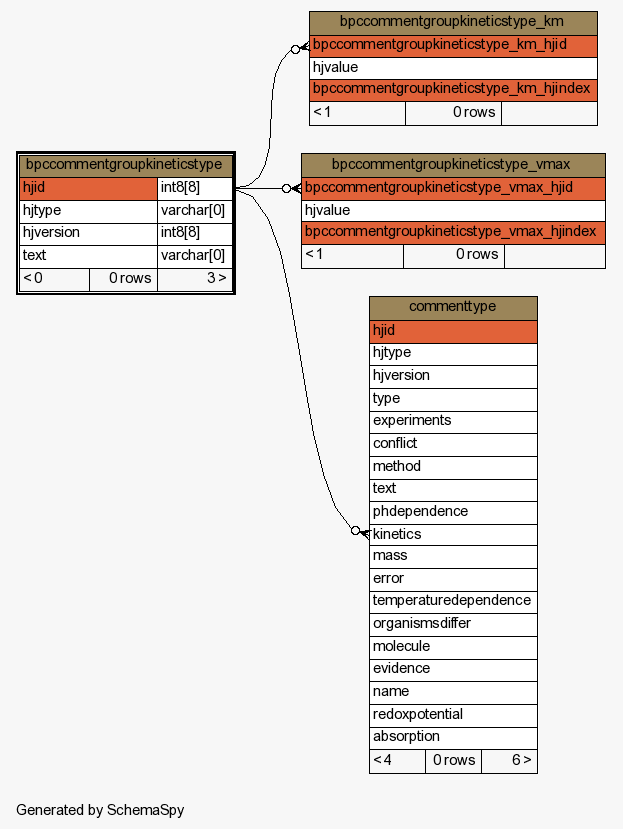 bpccommentgroupkineticstype_km
bpccommentgroupkineticstype_km_hjid
hjvalue
bpccommentgroupkineticstype_km_hjindex
< 1 0 rows
bpccommentgroupkineticstype
hjid int8[8]
hjtype varchar[0]
hjversion int8[8]
text varchar[0]
< 0 0 rows 3 >
bpccommentgroupkineticstype_vmax
bpccommentgroupkineticstype_vmax_hjid
hjvalue
bpccommentgroupkineticstype_vmax_hjindex
< 1 0 rows
commenttype
hjid
hjtype
hjversion
type
experiments
conflict
method
text
phdependence
kinetics
mass
error
temperaturedependence
organismsdiffer
molecule
evidence
name
redoxpotential
absorption
< 4 0 rows 6 >
Generated by SchemaSpy